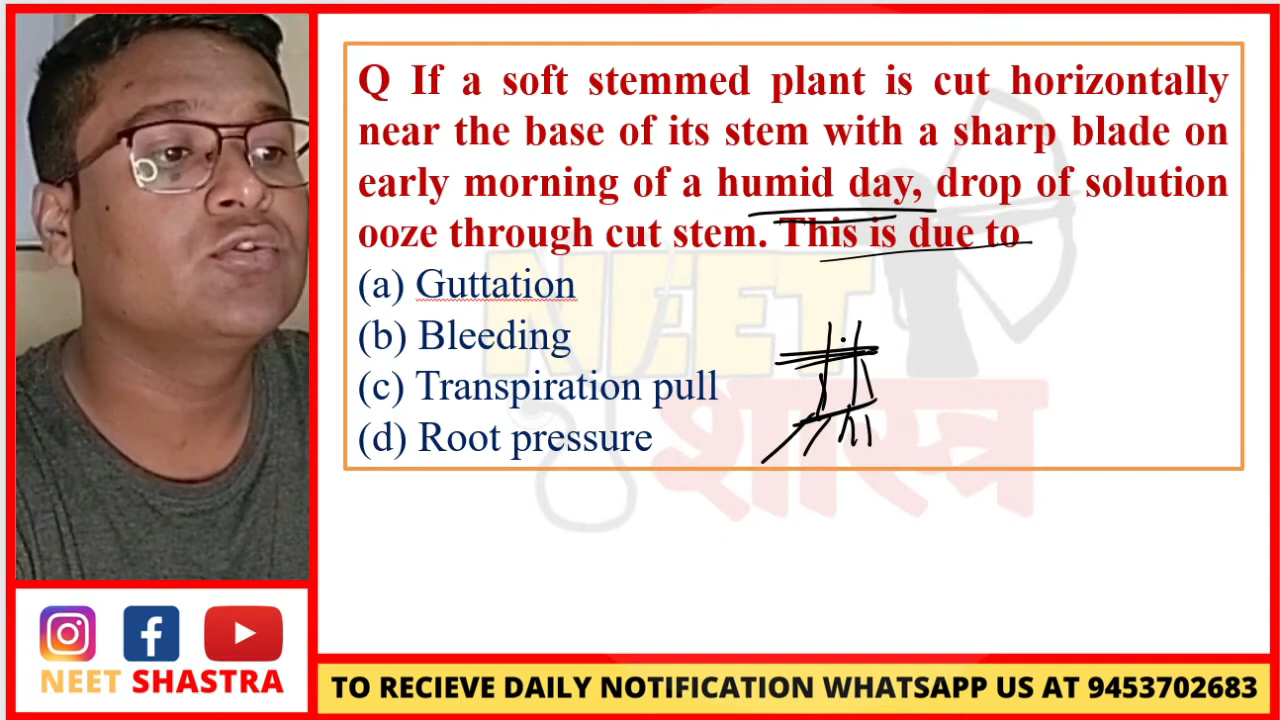 Q If a soft stemmed plant is cut horizontally
near the base of its stem with a sharp blade on
early morning of a humid day, drop of solution
ooze through cut stem. This is due to
(a) Guttation
(b) Bleeding
(c) Transpiration pull
(d) Root pressure
NEET
शास्त्र
NEET SHASTRA
TO RECIEVE DAILY NOTIFICATION WHATSAPP US AT 9453702683